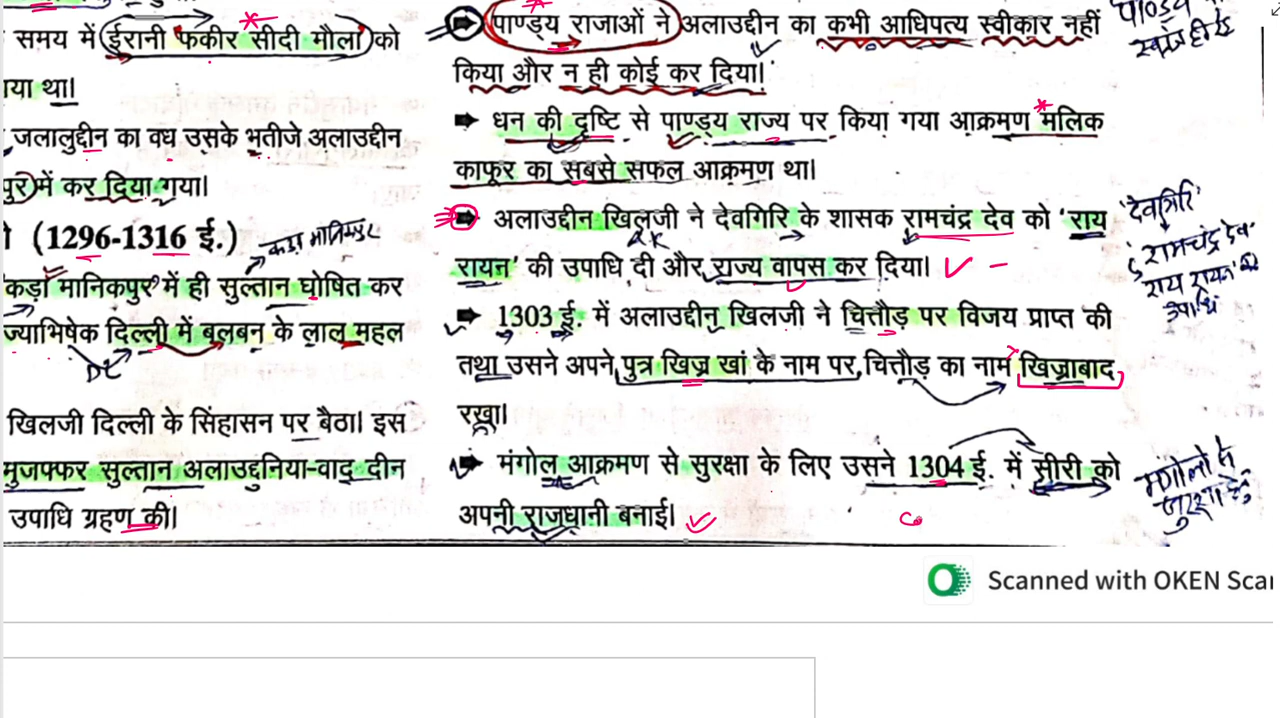 समय में ईरानी फकीर सीदी मौला को
या था।
जलालुद्दीन का वध उसके भतीजे अलाउद्दीन
पुर में कर दिया गया।
(1296-1316 ई.)
कड़ा मानिकपुर में ही सुल्तान घोषित कर
ज्याभिषेक दिल्ली में बलबन के लाल महल
खिलजी दिल्ली के सिंहासन पर बैठा। इस
मुजफ्फर सुल्तान अलाउद्दुनिया-वाद दीन
उपाधि ग्रहण की।
पाण्ड्य राजाओं ने अलाउद्दीन का कभी आधिपत्य स्वीकार नहीं
किया और न ही कोई कर दिया।
धन की दृष्टि से पाण्ड्य राज्य पर किया गया आक्रमण मलिक
काफूर का सबसे सफल आक्रमण था।
अलाउद्दीन खिलजी ने देवगिरि के शासक रामचंद्र देव को 'राय
रायन' की उपाधि दी और राज्य वापस कर दिया।
1303 ई. में अलाउद्दीन खिलजी ने चित्तौड़ पर विजय प्राप्त की
तथा उसने अपने पुत्र खिज्र खां के नाम पर, चित्तौड़ का नाम खिज्राबाद
रखा।
मंगोल आक्रमण से सुरक्षा के लिए उसने 1304 ई. में सीरी को
अपनी राजधानी बनाई।
पाण्ड्य
देवगिरि
रामचंद्र देव
राय रायन
उपाधि
मंगोलो से
सुरक्षा
Scanned with OKEN Scan